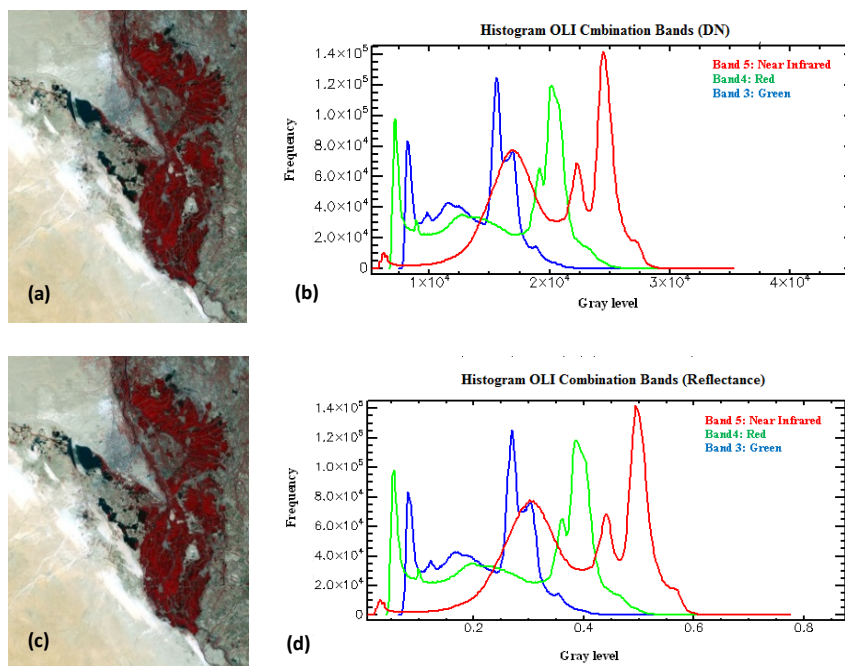 (a)
Histogram OLI Cmbination Bands (DN)
Band 5: Near Infrared
Band4: Red
Band 3: Green
Frequency
1.4×10⁵
1.2×10⁵
1.0×10⁵
8.0×10⁴
6.0×10⁴
4.0×10⁴
2.0×10⁴
0
1×10⁴
2×10⁴
3×10⁴
4×10⁴
Gray level
(b)
(c)
Histogram OLI Combination Bands (Reflectance)
Band 5: Near Infrared
Band4: Red
Band 3: Green
Frequency
1.4×10⁵
1.2×10⁵
1.0×10⁵
8.0×10⁴
6.0×10⁴
4.0×10⁴
2.0×10⁴
0
0.2
0.4
0.6
0.8
Gray level
(d)